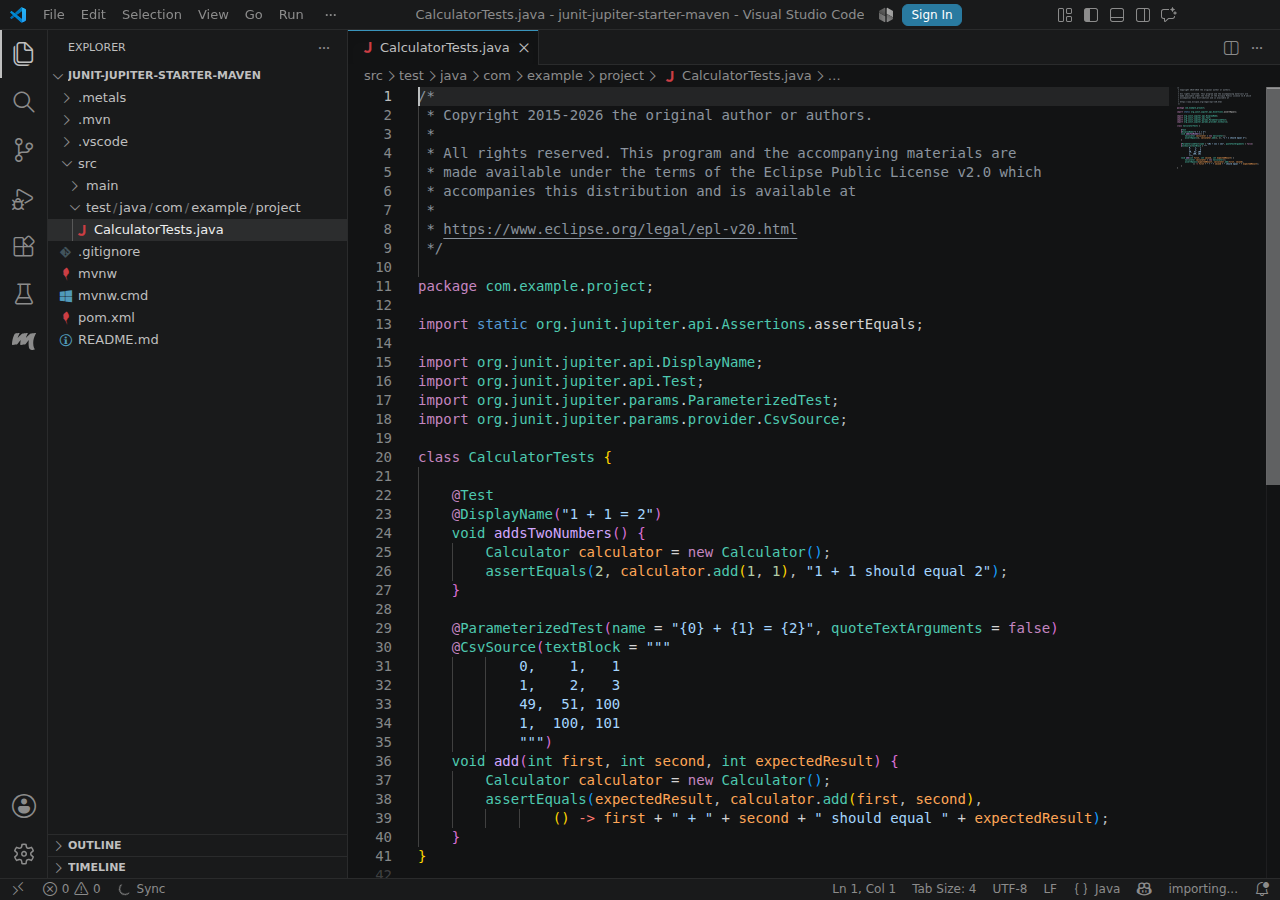 File Edit Selection View Go Run ··· CalculatorTests.java - junit-jupiter-starter-maven - Visual Studio Code Sign In
EXPLORER ···
JUNIT-JUPITER-STARTER-MAVEN
.metals
.mvn
.vscode
src
main
test/java/com/example/project
CalculatorTests.java
.gitignore
mvnw
mvnw.cmd
pom.xml
README.md
OUTLINE
TIMELINE
CalculatorTests.java ···
src > test > java > com > example > project > CalculatorTests.java > ...
1 /*
2  * Copyright 2015-2026 the original author or authors.
3  *
4  * All rights reserved. This program and the accompanying materials are
5  * made available under the terms of the Eclipse Public License v2.0 which
6  * accompanies this distribution and is available at
7  *
8  * https://www.eclipse.org/legal/epl-v20.html
9  */
10
11 package com.example.project;
12
13 import static org.junit.jupiter.api.Assertions.assertEquals;
14
15 import org.junit.jupiter.api.DisplayName;
16 import org.junit.jupiter.api.Test;
17 import org.junit.jupiter.params.ParameterizedTest;
18 import org.junit.jupiter.params.provider.CsvSource;
19
20 class CalculatorTests {
21
22     @Test
23     @DisplayName("1 + 1 = 2")
24     void addsTwoNumbers() {
25         Calculator calculator = new Calculator();
26         assertEquals(2, calculator.add(1, 1), "1 + 1 should equal 2");
27     }
28
29     @ParameterizedTest(name = "{0} + {1} = {2}", quoteTextArguments = false)
30     @CsvSource(textBlock = """
31             0,    1,   1
32             1,    2,   3
33             49,  51, 100
34             1,  100, 101
35             """)
36     void add(int first, int second, int expectedResult) {
37         Calculator calculator = new Calculator();
38         assertEquals(expectedResult, calculator.add(first, second),
39                 () -> first + " + " + second + " should equal " + expectedResult);
40     }
41 }
42
0 0 Sync Ln 1, Col 1 Tab Size: 4 UTF-8 LF { } Java importing...